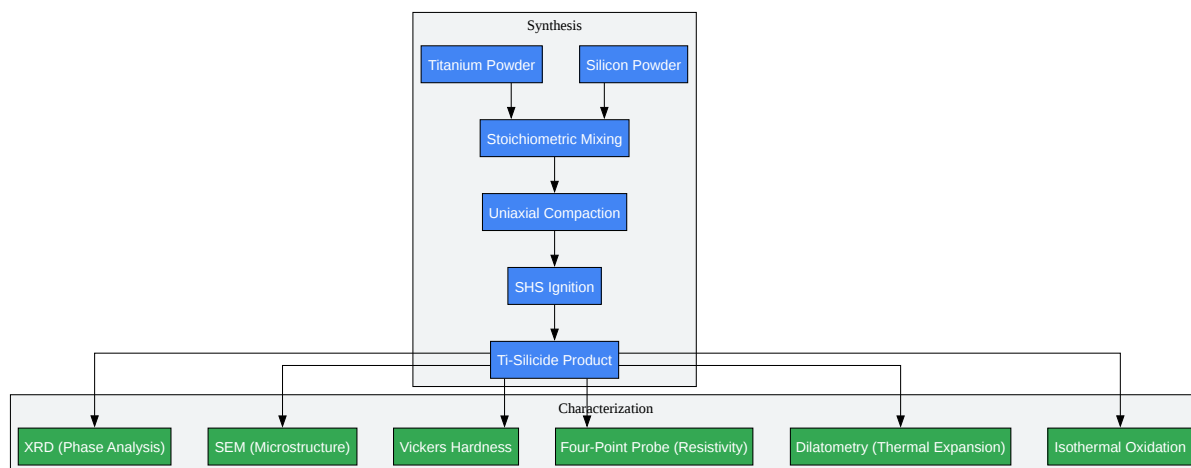 Synthesis
Titanium Powder
Silicon Powder
Stoichiometric Mixing
Uniaxial Compaction
SHS Ignition
Ti-Silicide Product
Characterization
XRD (Phase Analysis)
SEM (Microstructure)
Vickers Hardness
Four-Point Probe (Resistivity)
Dilatometry (Thermal Expansion)
Isothermal Oxidation